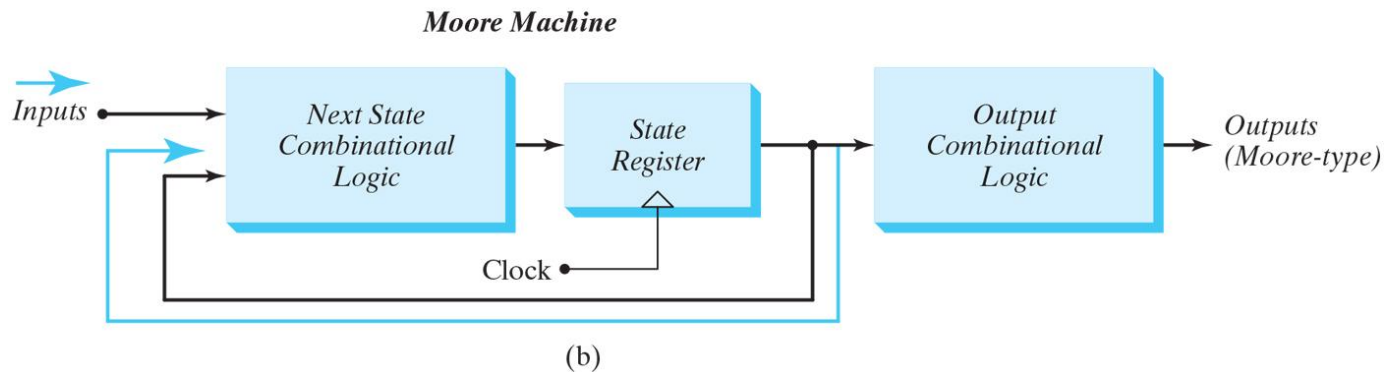 Moore Machine
Inputs
Next State
Combinational
Logic
State
Register
Output
Combinational
Logic
Outputs
(Moore-type)
Clock
(b)